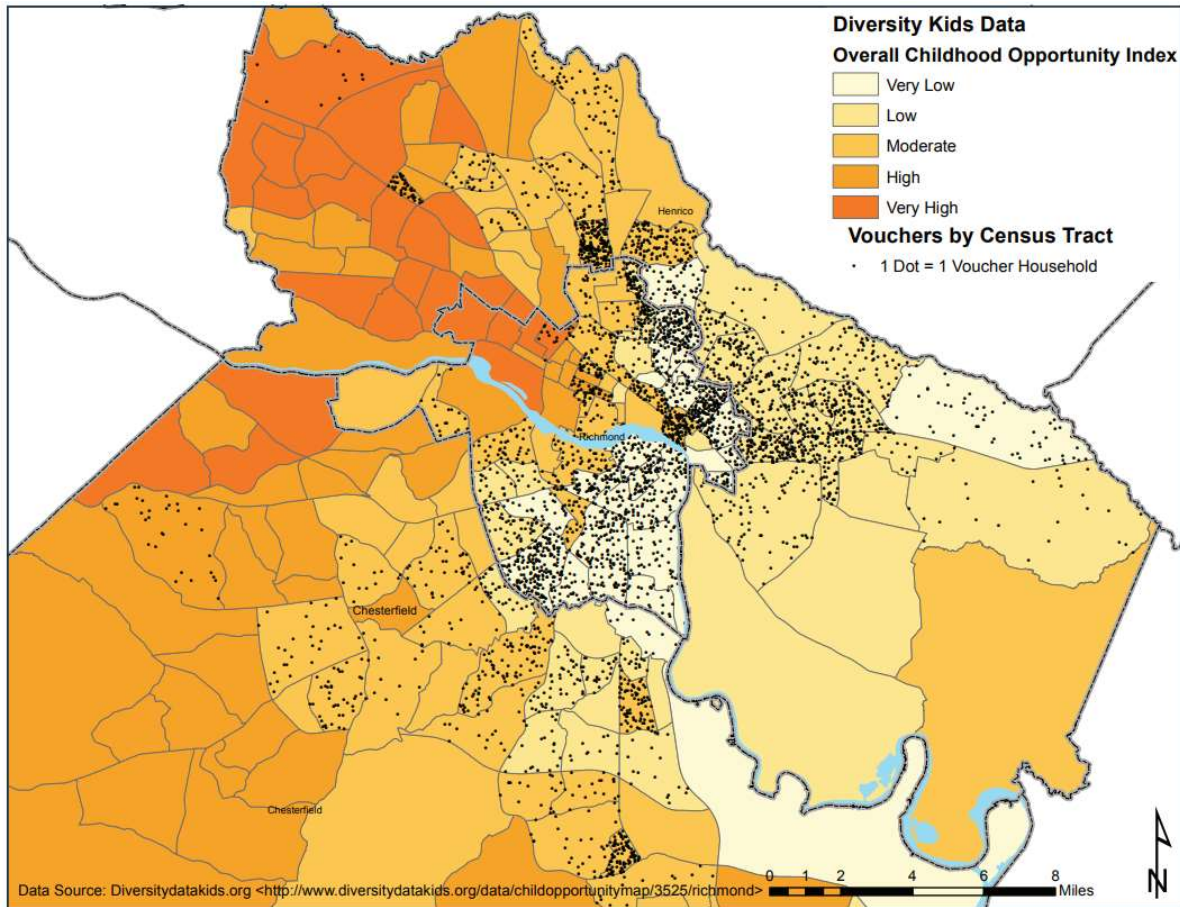 Diversity Kids Data
Overall Childhood Opportunity Index
Very Low
Low
Moderate
High
Very High
Vouchers by Census Tract
1 Dot = 1 Voucher Household
Henrico
Richmond
Chesterfield
Chesterfield
Data Source: Diversitydatakids.org <http://www.diversitydatakids.org/data/childopportunitymap/3525/richmond>
0 1 2 4 6 8
Miles
N